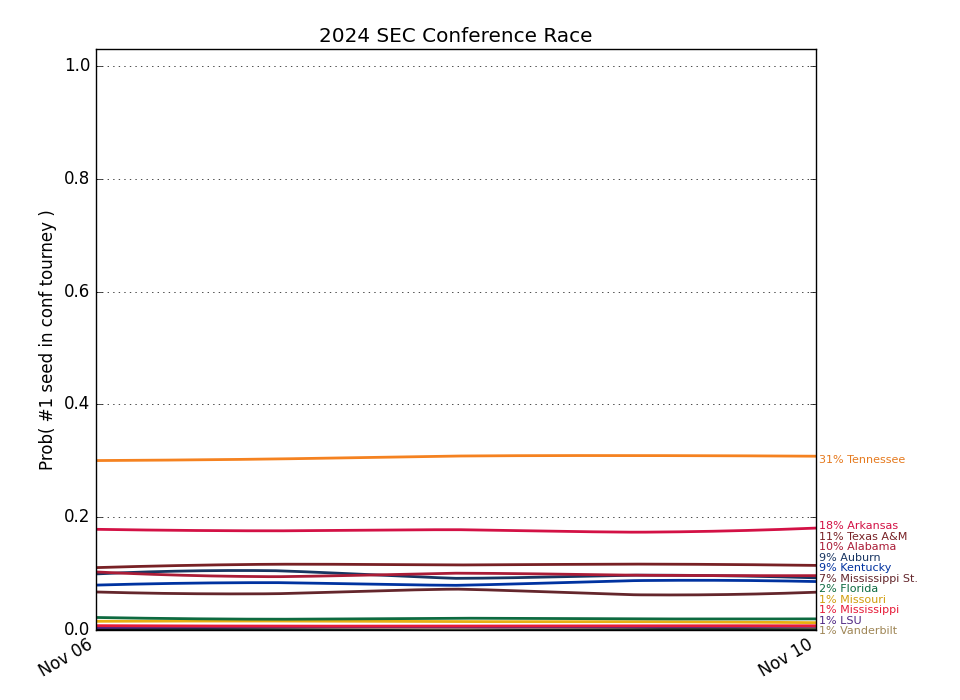 2024 SEC Conference Race
Prob( #1 seed in conf tourney )
1.0
0.8
0.6
0.4
0.2
0.0
Nov 06
Nov 10
31% Tennessee
18% Arkansas
11% Texas A&M
10% Alabama
9% Auburn
9% Kentucky
7% Mississippi St.
2% Florida
1% Missouri
1% Mississippi
1% LSU
1% Vanderbilt